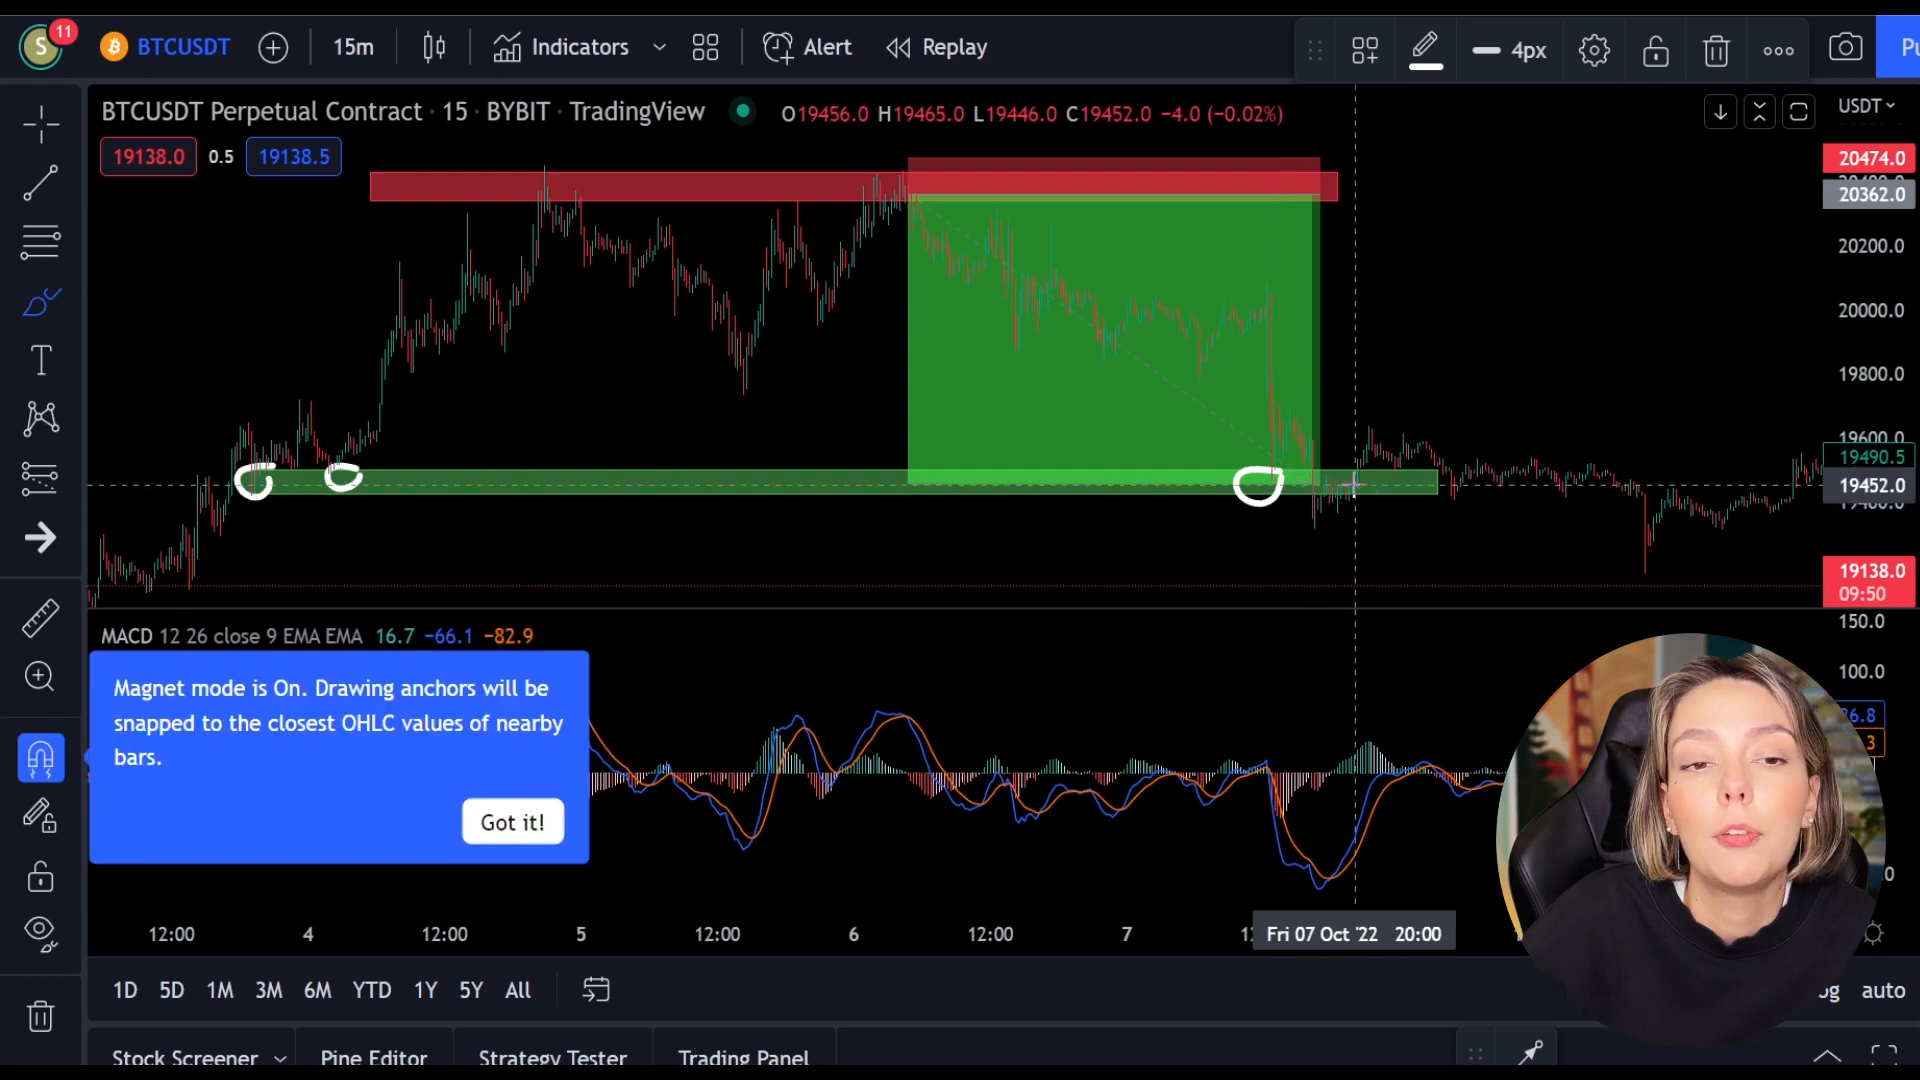 S 11 BTCUSDT 15m Indicators Alert Replay 4px Pu
BTCUSDT Perpetual Contract · 15 · BYBIT · TradingView O19456.0 H19465.0 L19446.0 C19452.0 −4.0 (−0.02%) USDT
19138.0 0.5 19138.5
20474.0
20362.0
20200.0
20000.0
19800.0
19600.0
19490.5
19452.0
19138.0
09:50
MACD 12 26 close 9 EMA EMA 16.7 −66.1 −82.9
150.0
100.0
Magnet mode is On. Drawing anchors will be
snapped to the closest OHLC values of nearby
bars.
Got it!
12:00 4 12:00 5 12:00 6 12:00 7 Fri 07 Oct '22 20:00
1D 5D 1M 3M 6M YTD 1Y 5Y All auto
Stock Screener Pine Editor Strategy Tester Trading Panel